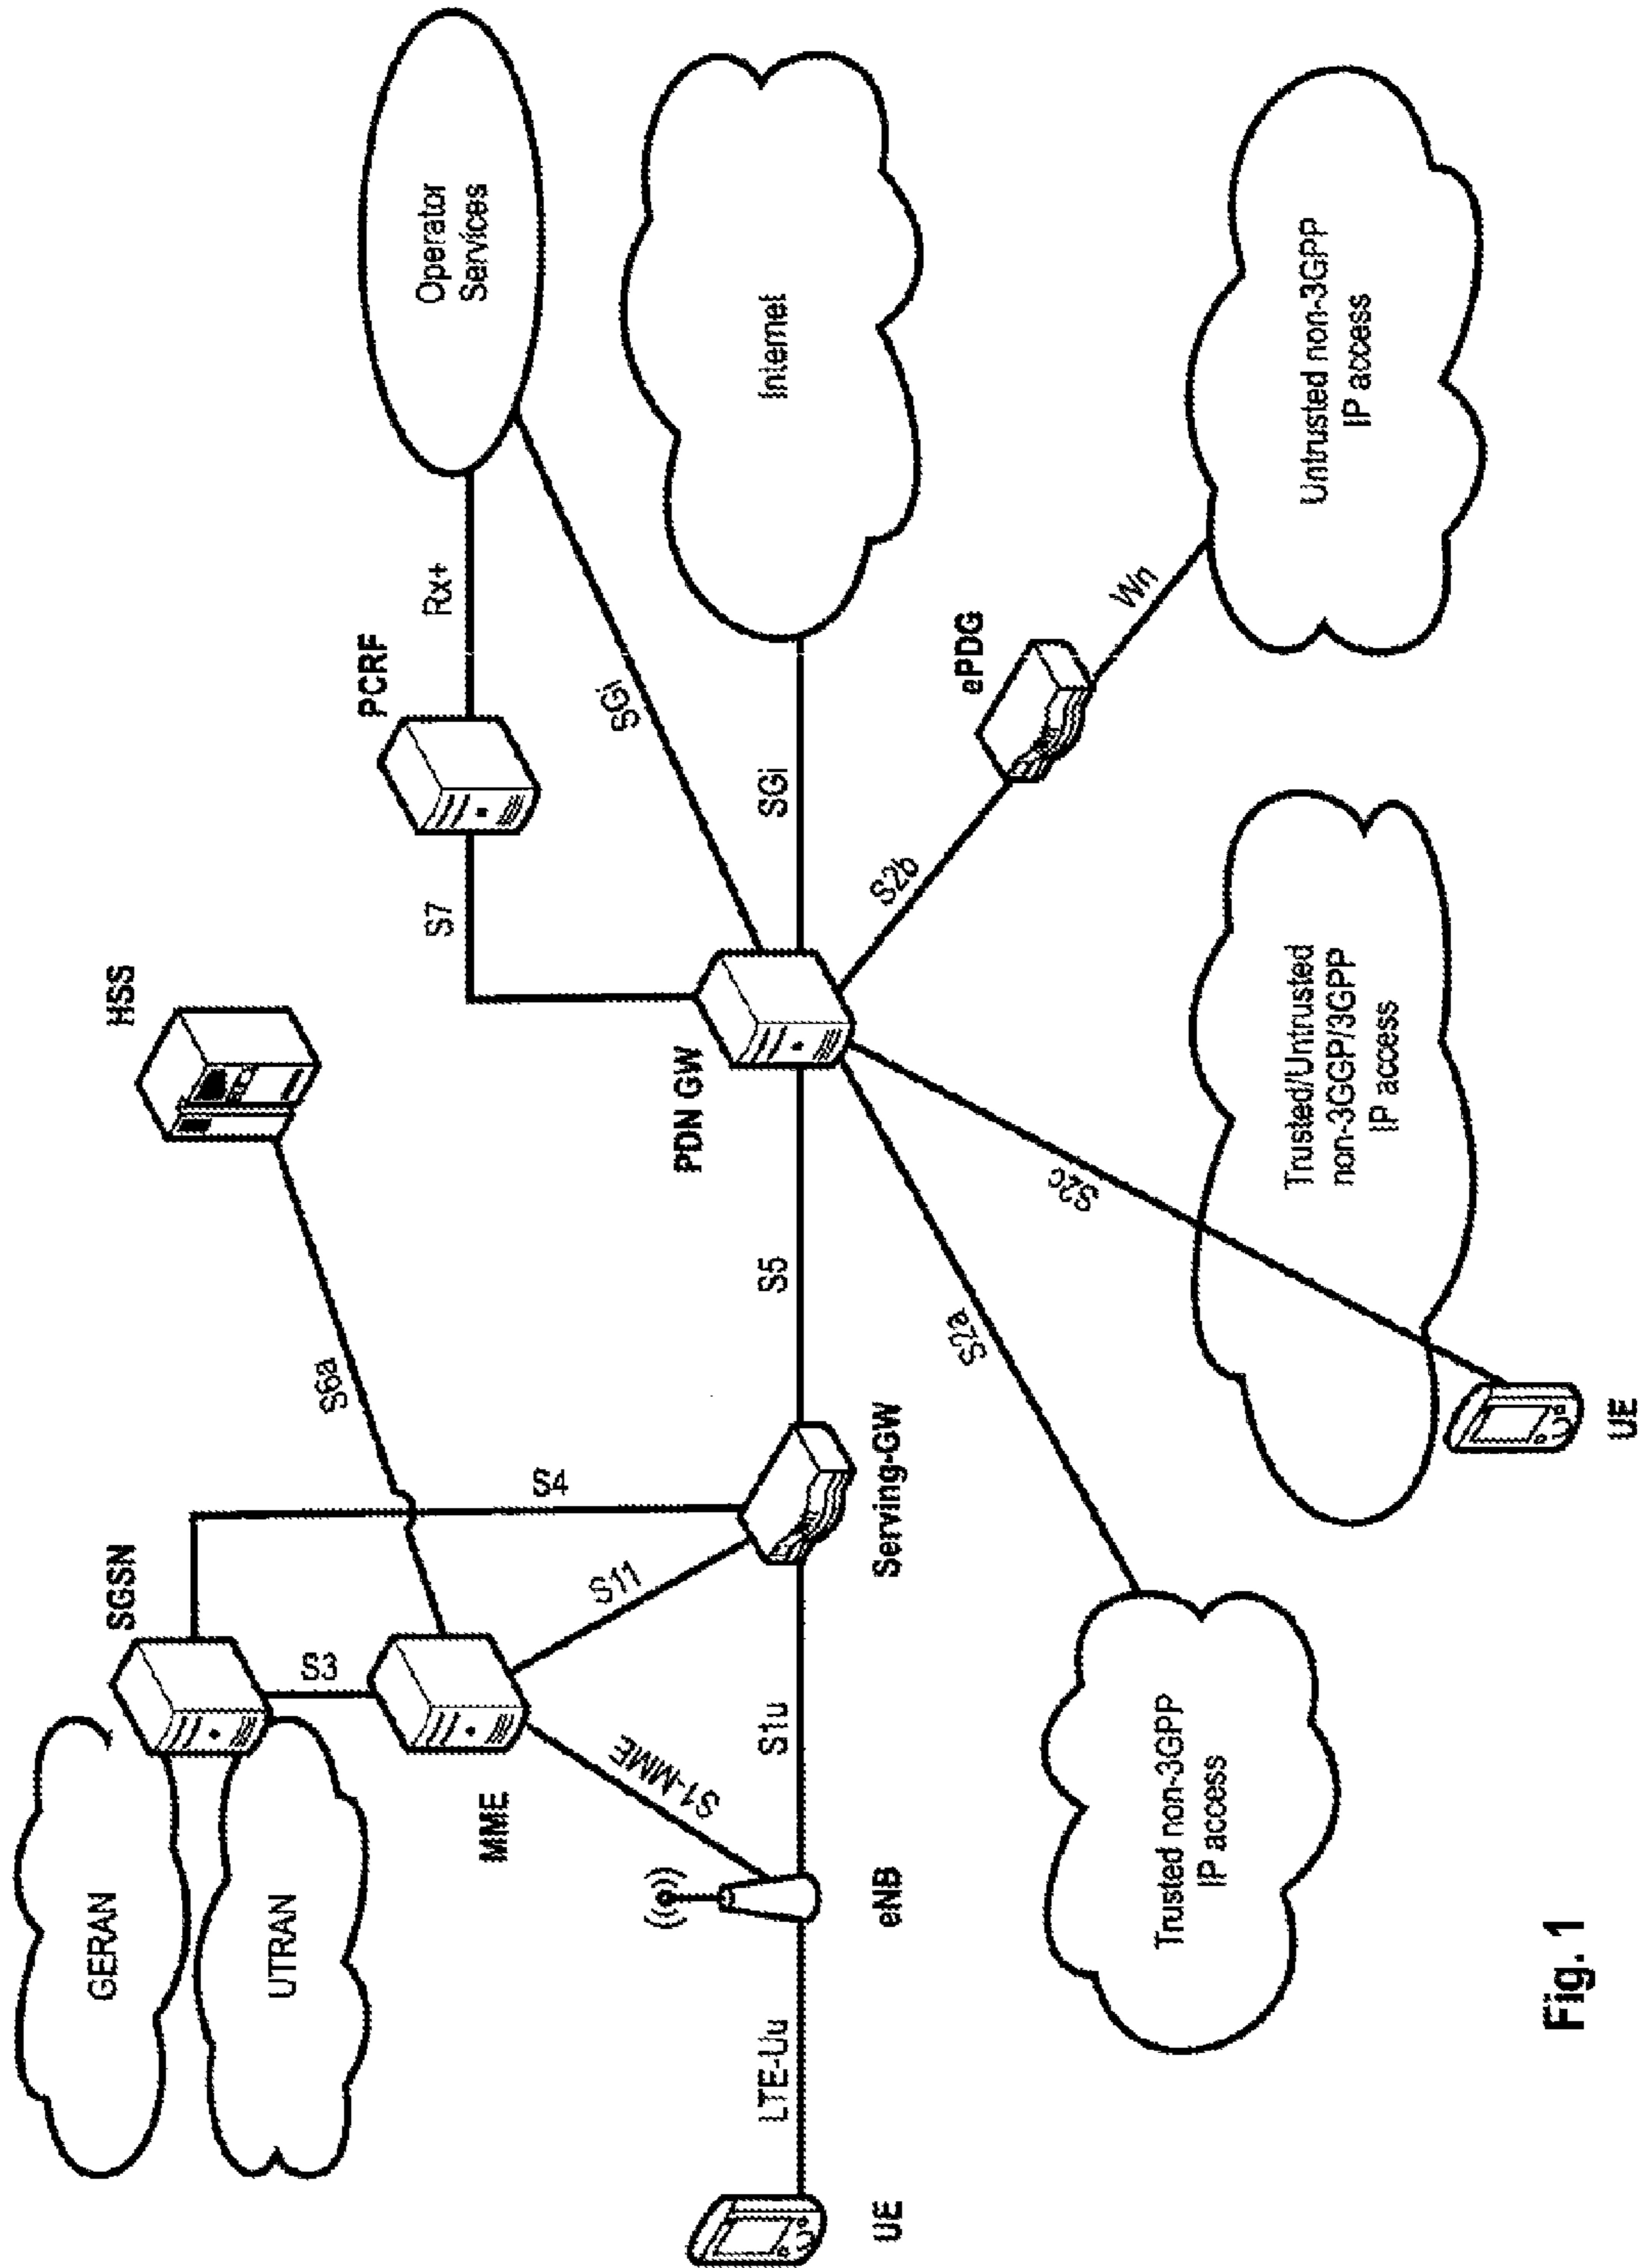 GERAN
UTRAN
SGSN
HSS
S3
S6a
S4
MME
S11
S1-MME
PCRF
S7
Rx+
Operator
Services
SGi
UE
LTE-Uu
eNB
S1u
Serving-GW
S5
PDN GW
SGi
Internet
S2a
S2c
S2b
ePDG
Wn
Trusted non-3GPP
IP access
UE
Trusted/Untrusted
non-3GGP/3GPP
IP access
Untrusted non-3GPP
IP access
Fig. 1